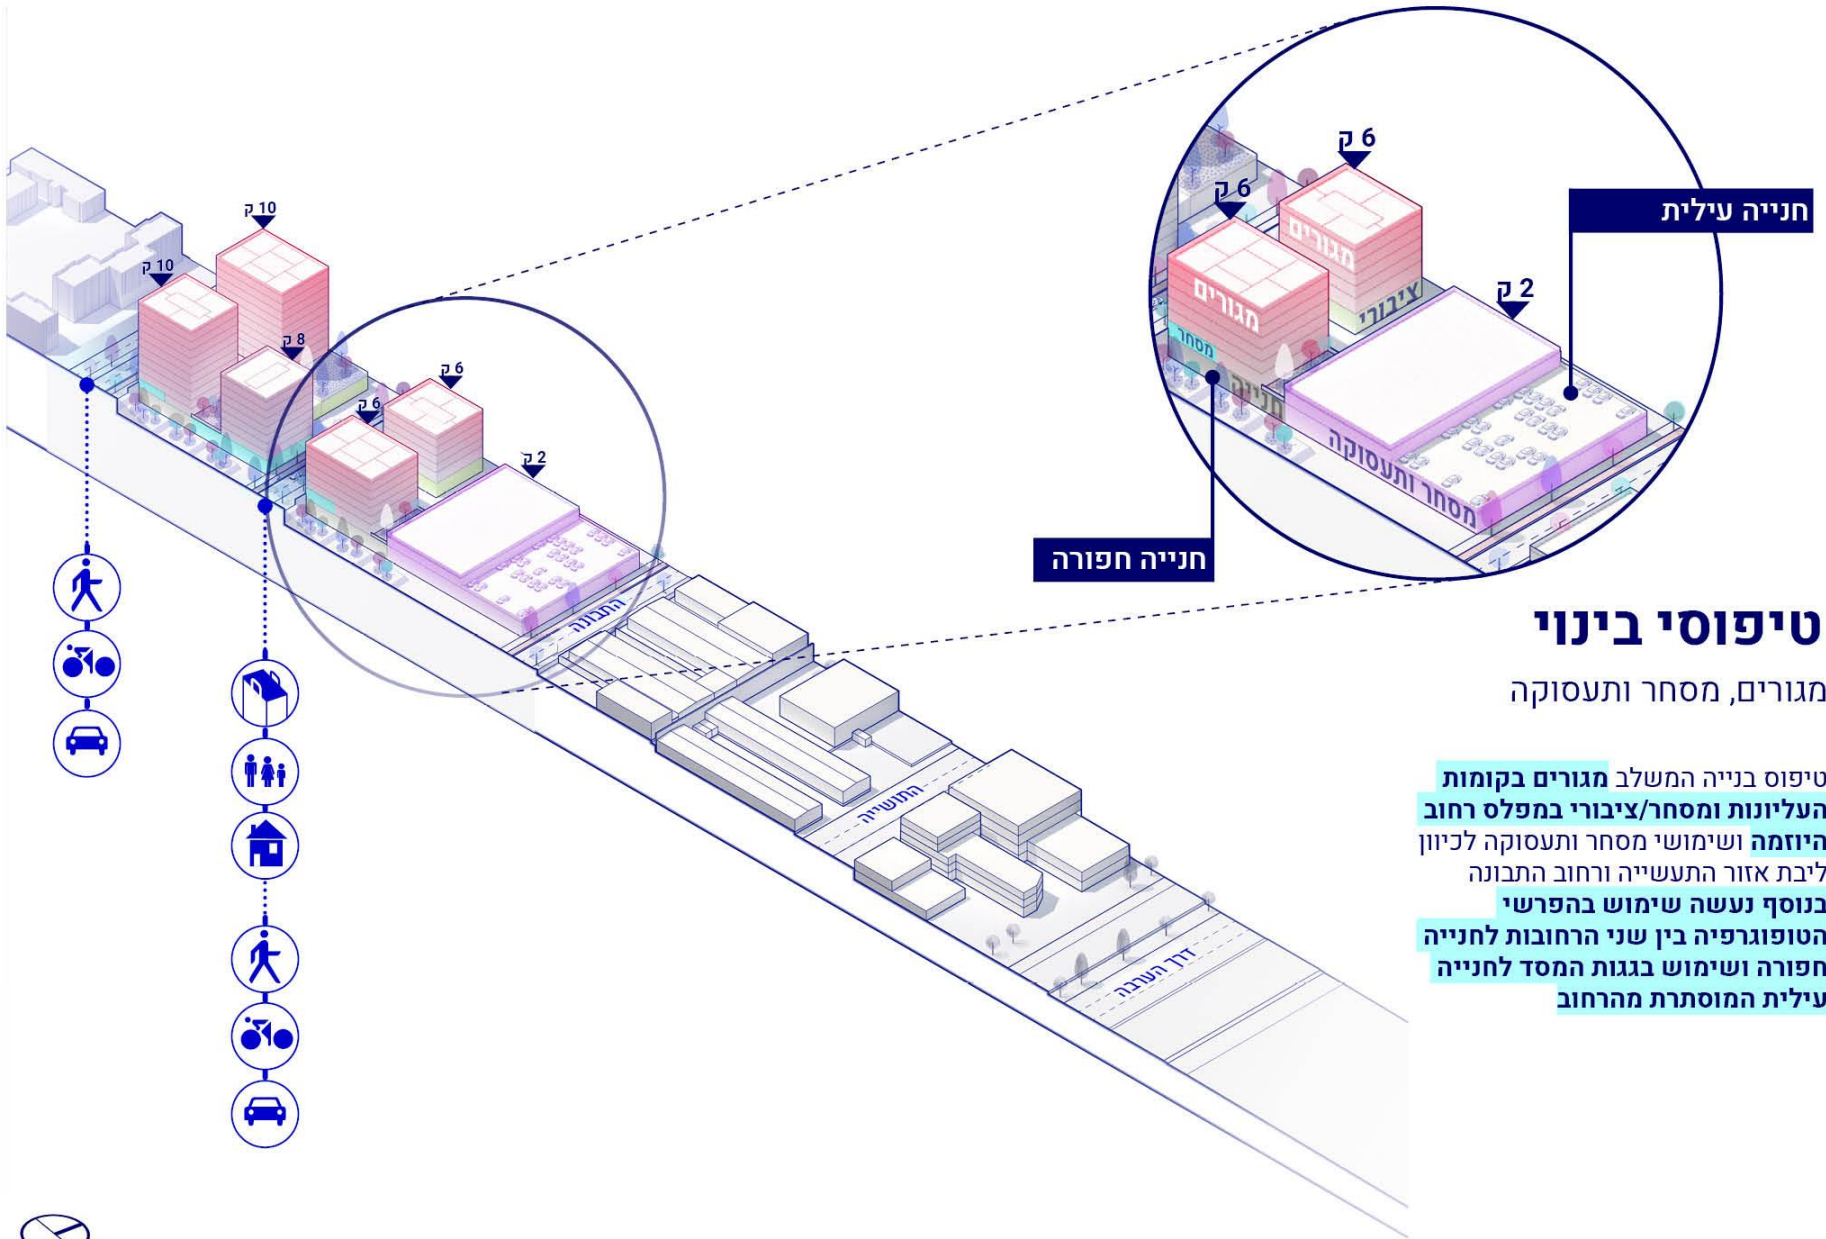 טיפוסי בינוי
מגורים, מסחר ותעסוקה
טיפוס בנייה המשלב מגורים בקומות
העליונות ומסחר/ציבורי במפלס רחוב
היוזמה ושימושי מסחר ותעסוקה לכיוון
ליבת אזור התעשייה ורחוב התבונה
בנוסף נעשה שימוש בהפרשי
הטופוגרפיה בין שני הרחובות לחנייה
חפורה ושימוש בגגות המסד לחנייה
עילית המוסתרת מהרחוב
6 ק
6 ק
2 ק
חנייה עילית
מגורים
מגורים
ציבורי
מסחר
חנייה
מסחר ותעסוקה
חנייה חפורה
10 ק
10 ק
8 ק
6 ק
6 ק
2 ק
התבונה
התושייה
דרך הערבה